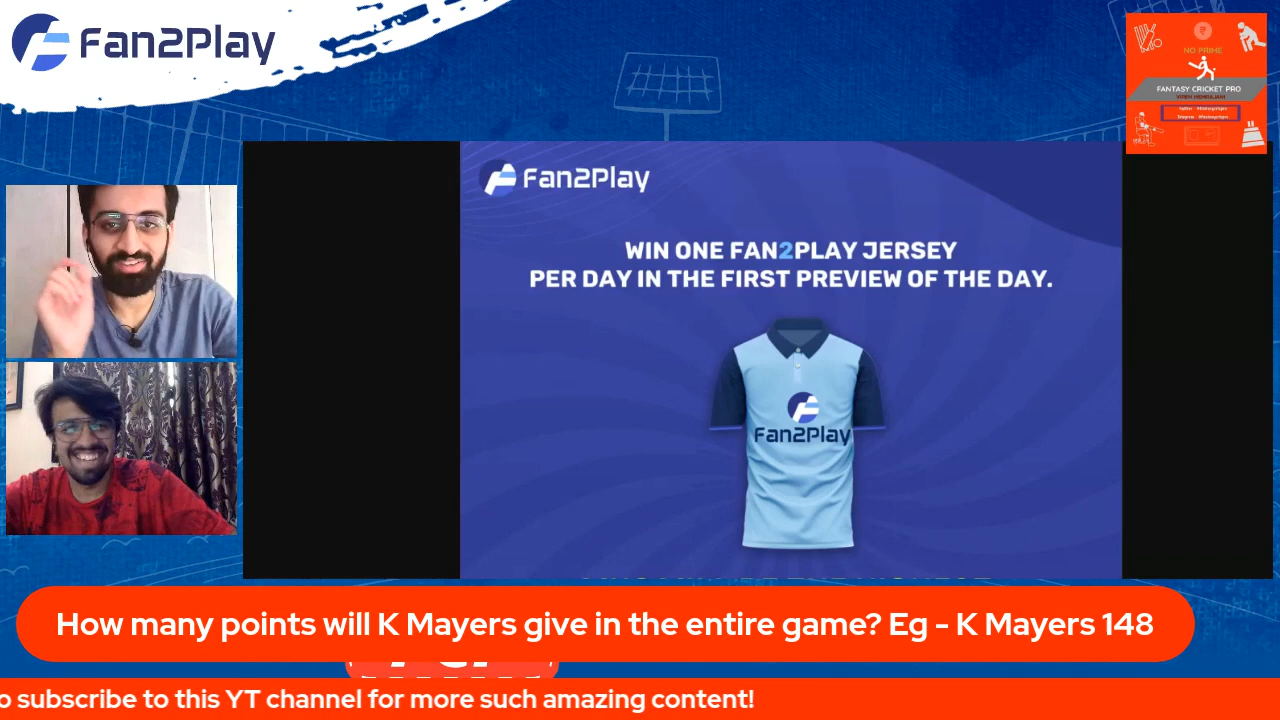 Fan2Play
NO PRIME
FANTASY CRICKET PRO
Fan2Play
WIN ONE FAN2PLAY JERSEY
PER DAY IN THE FIRST PREVIEW OF THE DAY.
Fan2Play
How many points will K Mayers give in the entire game? Eg - K Mayers 148
o subscribe to this YT channel for more such amazing content!